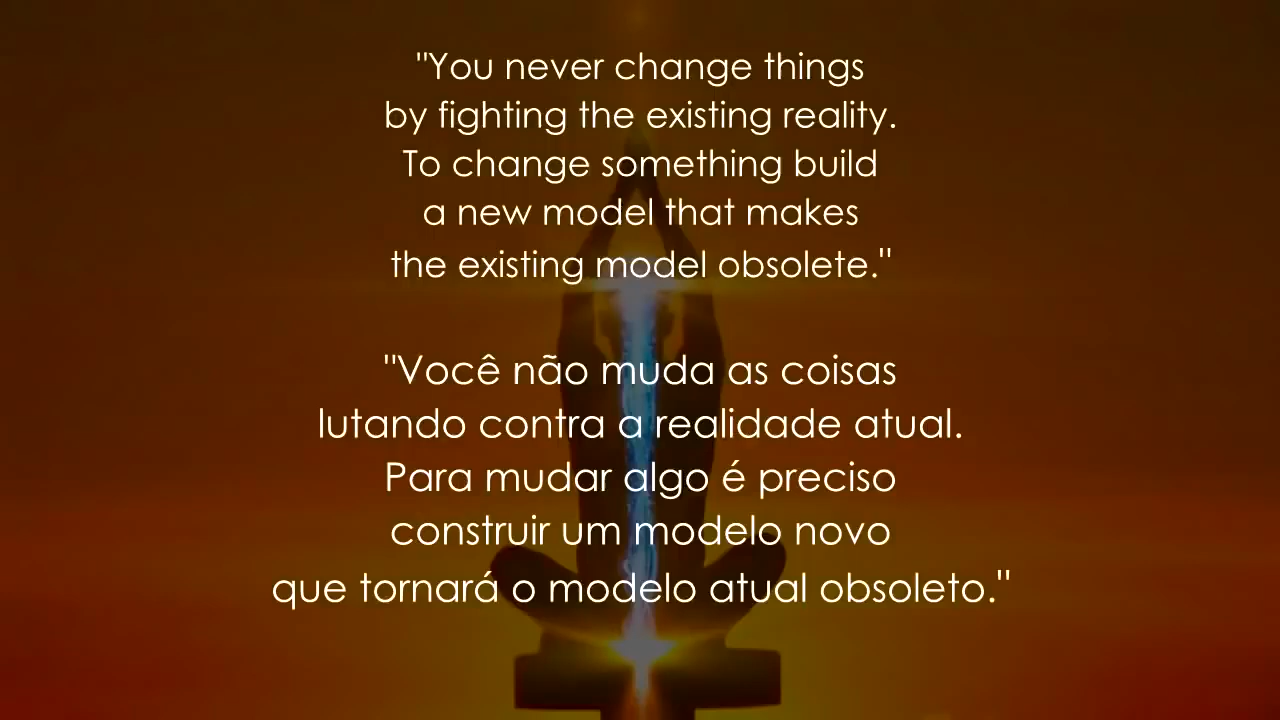 "You never change things
by fighting the existing reality.
To change something build
a new model that makes
the existing model obsolete."
"Você não muda as coisas
lutando contra a realidade atual.
Para mudar algo é preciso
construir um modelo novo
que tornará o modelo atual obsoleto."